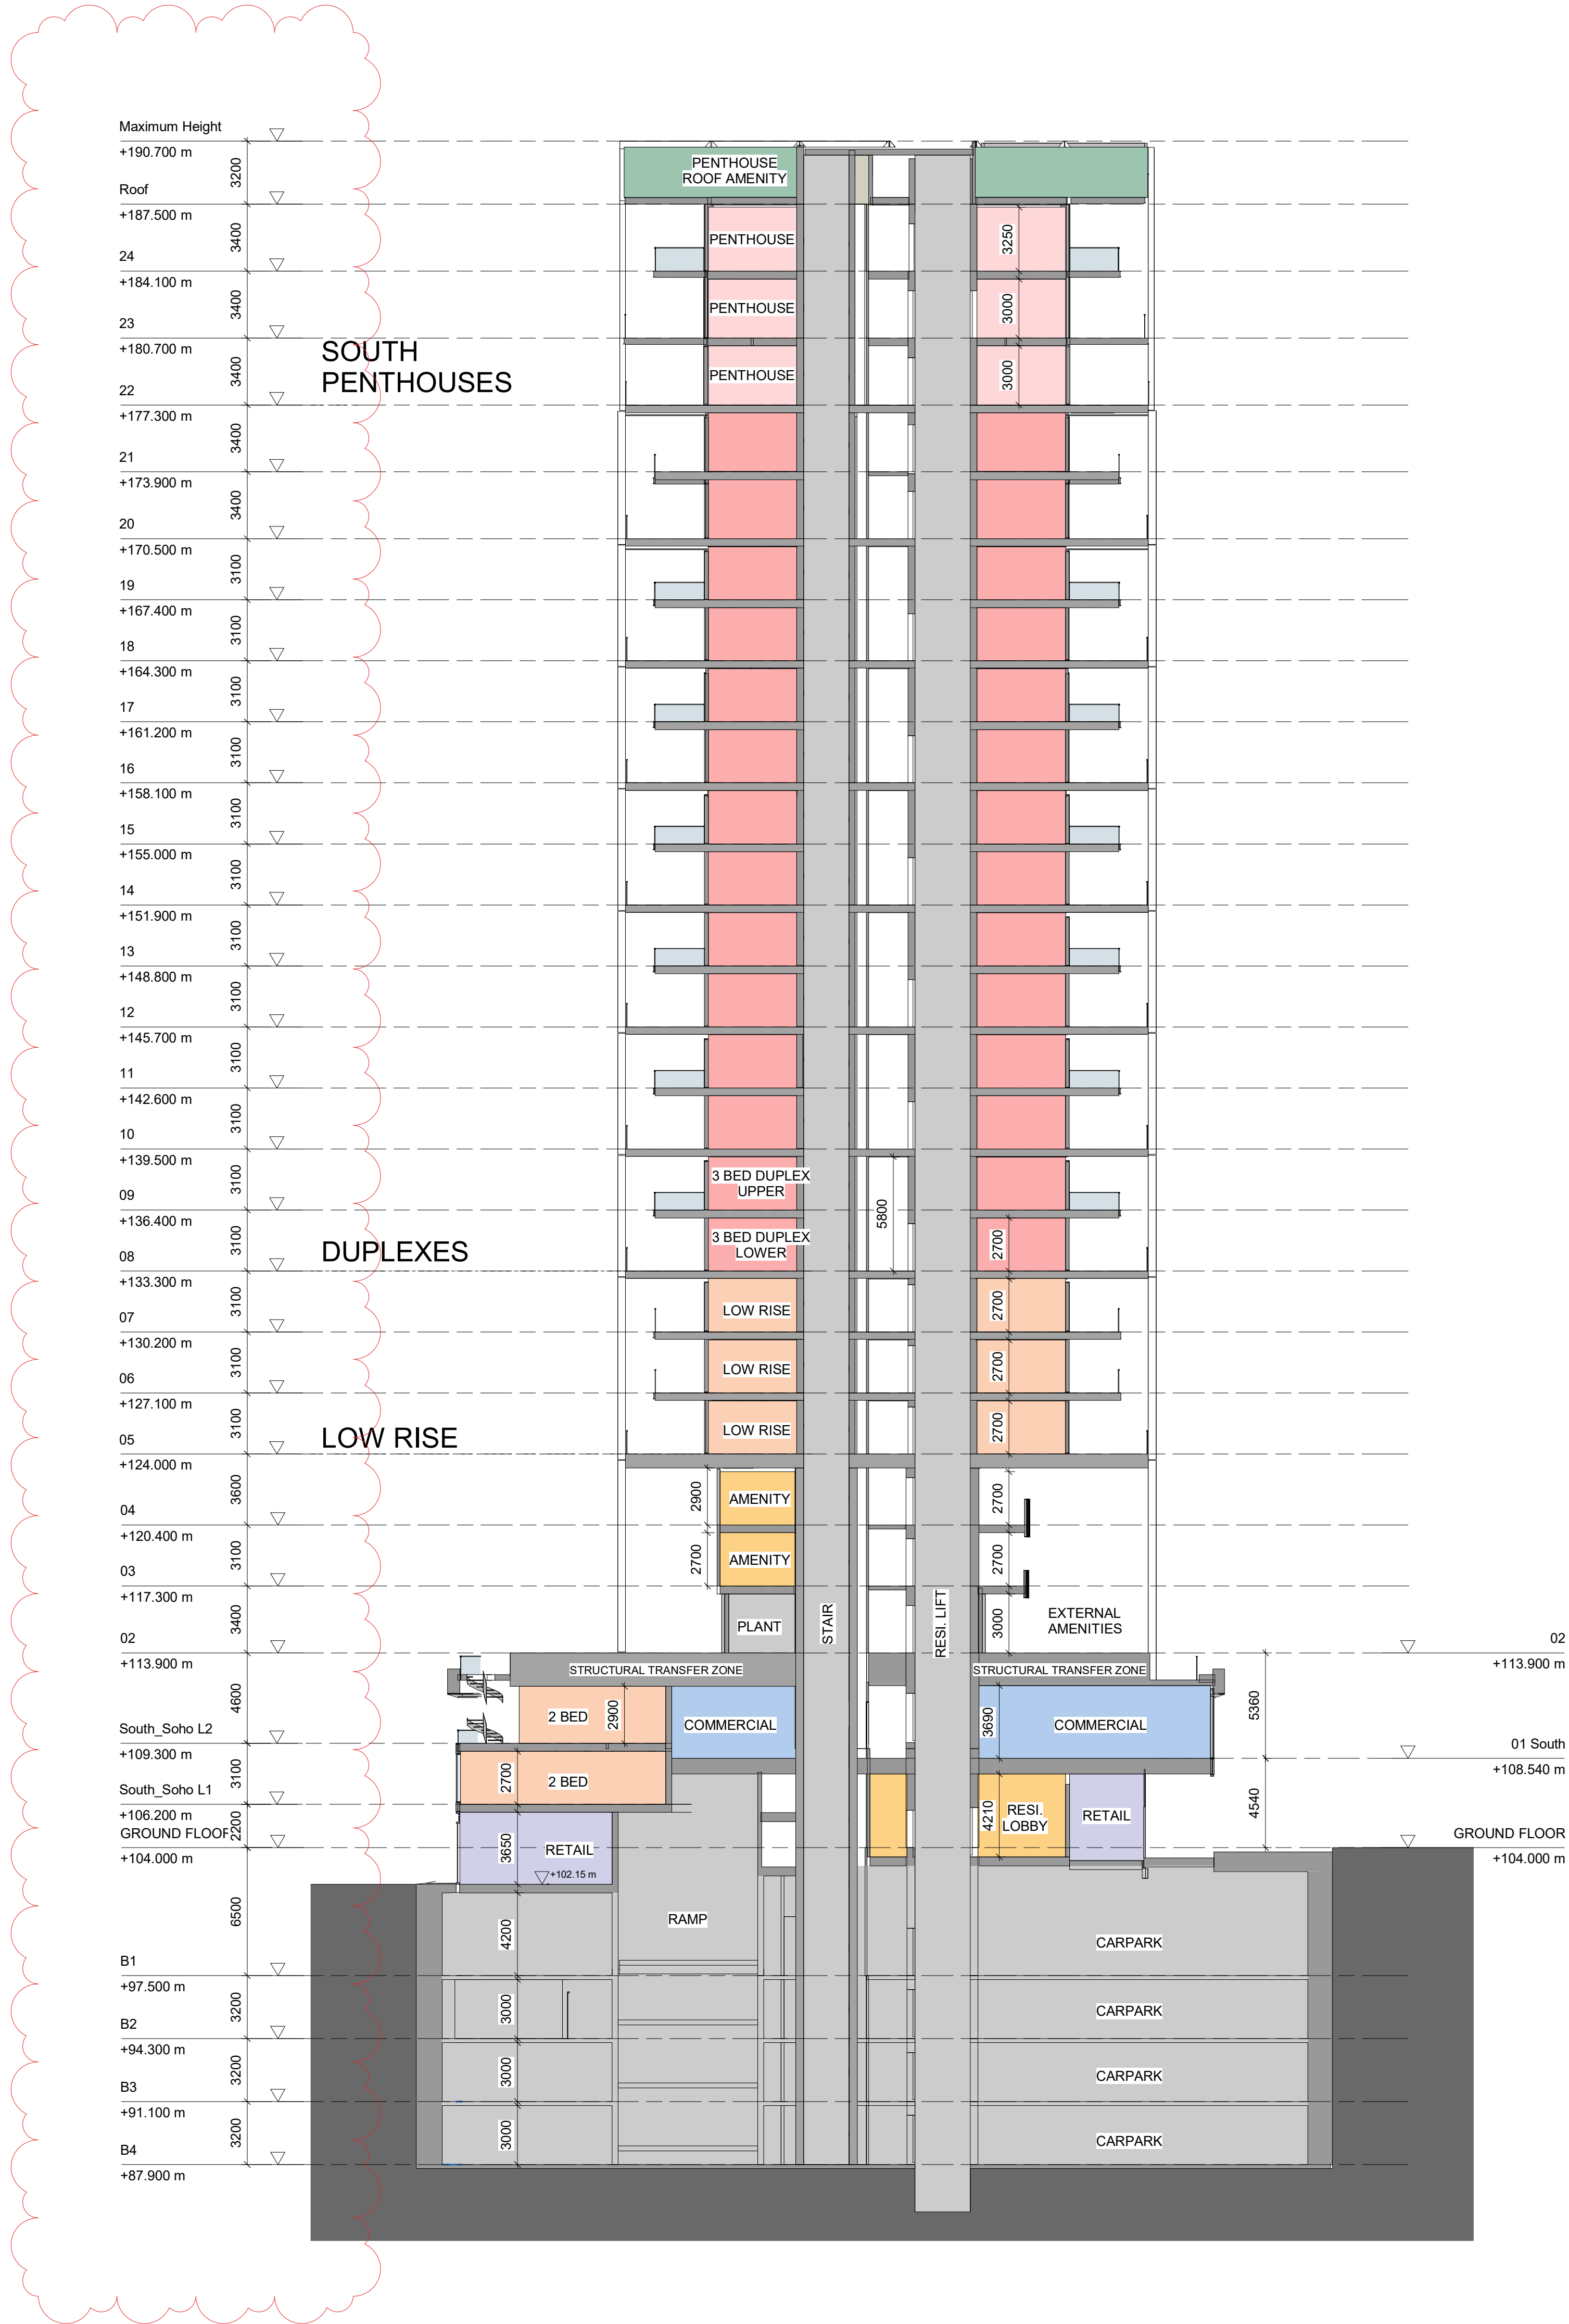 Maximum Height
+190.700 m
3200
PENTHOUSE
ROOF AMENITY
Roof
+187.500 m
3400
PENTHOUSE
3250
24
+184.100 m
3400
PENTHOUSE
3000
23
+180.700 m
SOUTH
PENTHOUSES
3400
PENTHOUSE
3000
22
+177.300 m
3400
21
+173.900 m
3400
20
+170.500 m
3100
19
+167.400 m
3100
18
+164.300 m
3100
17
+161.200 m
3100
16
+158.100 m
3100
15
+155.000 m
3100
14
+151.900 m
3100
13
+148.800 m
3100
12
+145.700 m
3100
11
+142.600 m
3100
10
+139.500 m
3100
3 BED DUPLEX
UPPER
5800
09
+136.400 m
3100
3 BED DUPLEX
LOWER
2700
DUPLEXES
08
+133.300 m
3100
LOW RISE
2700
07
+130.200 m
3100
LOW RISE
2700
06
+127.100 m
3100
LOW RISE
2700
LOW RISE
05
+124.000 m
3600
2900
AMENITY
2700
04
+120.400 m
3100
2700
AMENITY
2700
03
+117.300 m
3400
PLANT
STAIR
RESI. LIFT
3000
EXTERNAL
AMENITIES
02
+113.900 m
02
+113.900 m
STRUCTURAL TRANSFER ZONE
STRUCTURAL TRANSFER ZONE
4600
2 BED
2900
COMMERCIAL
3690
COMMERCIAL
5360
South_Soho L2
+109.300 m
01 South
+108.540 m
3100
2700
2 BED
South_Soho L1
+106.200 m
2200
4210
RESI.
LOBBY
RETAIL
4540
GROUND FLOOR
+104.000 m
GROUND FLOOR
+104.000 m
3650
RETAIL
+102.15 m
6500
4200
RAMP
CARPARK
B1
+97.500 m
3200
3000
CARPARK
B2
+94.300 m
3200
3000
CARPARK
B3
+91.100 m
3200
3000
CARPARK
B4
+87.900 m